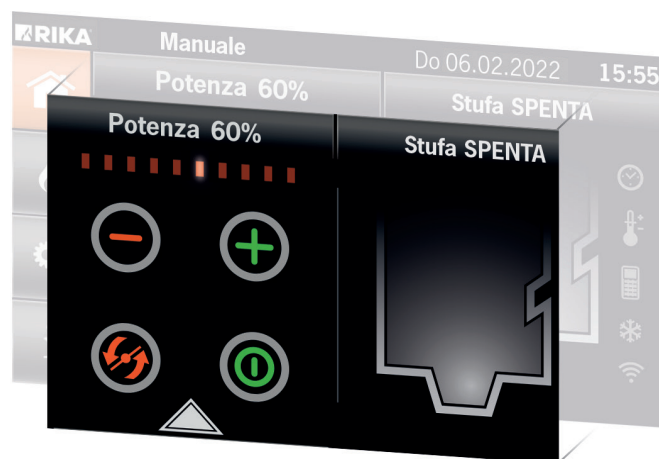 RIKA
Manuale
Do 06.02.2022
15:55
Potenza 60%
Stufa SPENTA
Potenza 60%
Stufa SPENTA